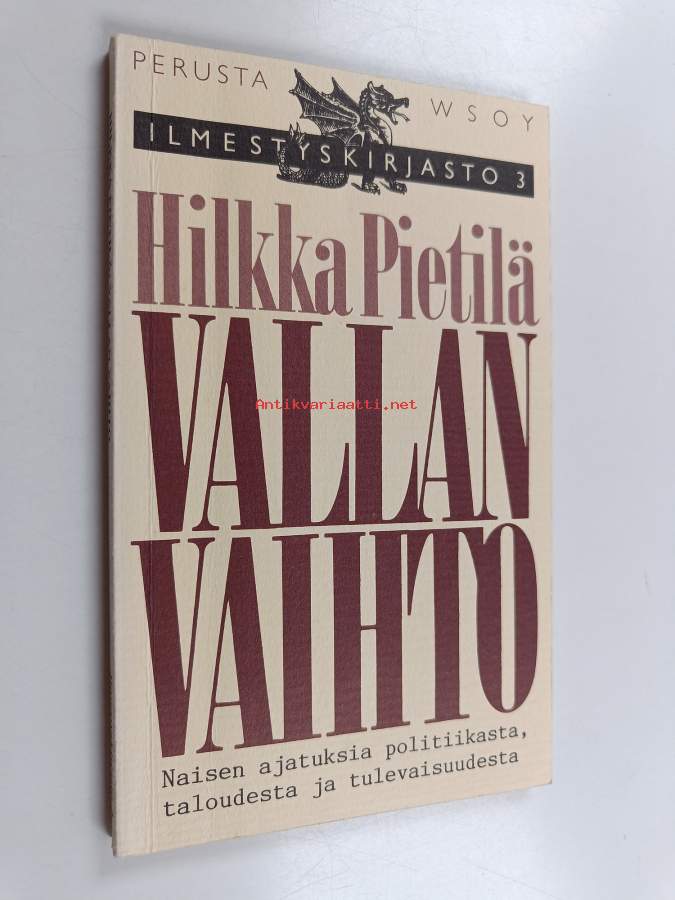 PERUSTA WSOY
ILMESTYSKIRJASTO 3
Hilkka Pietilä
VALLAN
Antikvariaatti.net
VAIHTO
Naisen ajatuksia politiikasta,
taloudesta ja tulevaisuudesta